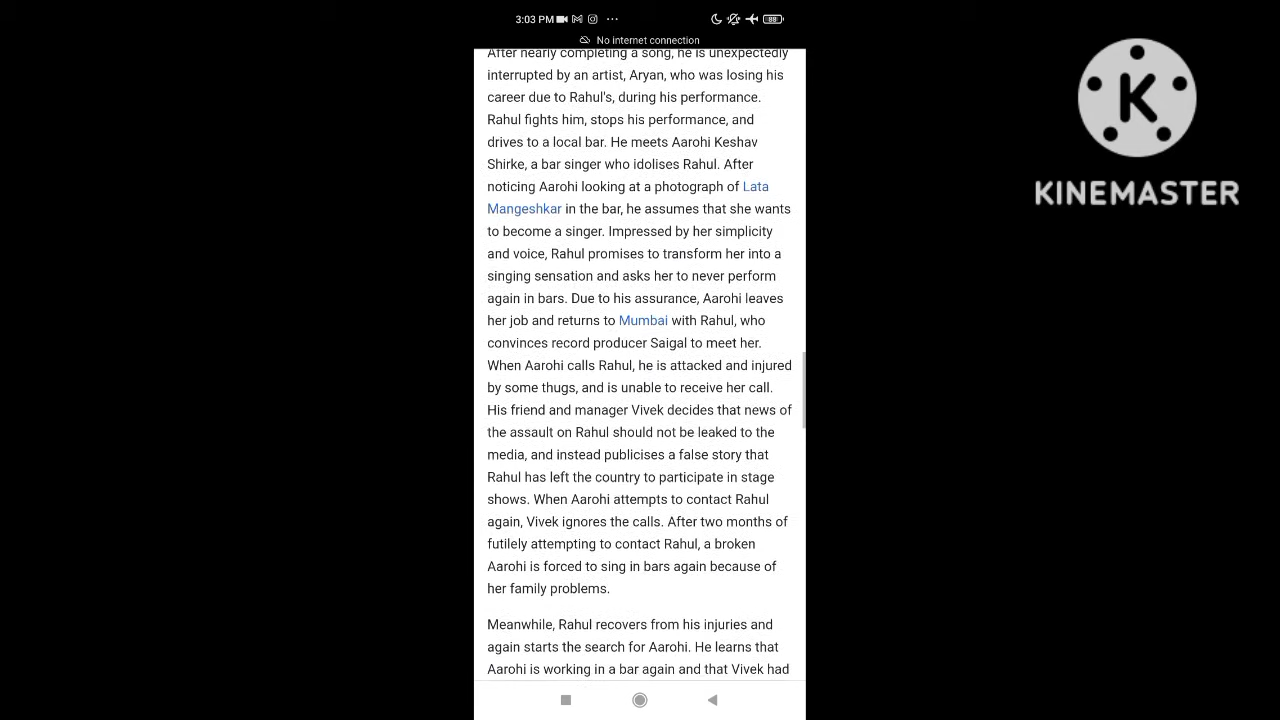 3:03 PM
88
No internet connection
After nearly completing a song, he is unexpectedly
interrupted by an artist, Aryan, who was losing his
career due to Rahul's, during his performance.
Rahul fights him, stops his performance, and
drives to a local bar. He meets Aarohi Keshav
Shirke, a bar singer who idolises Rahul. After
noticing Aarohi looking at a photograph of Lata
Mangeshkar in the bar, he assumes that she wants
to become a singer. Impressed by her simplicity
and voice, Rahul promises to transform her into a
singing sensation and asks her to never perform
again in bars. Due to his assurance, Aarohi leaves
her job and returns to Mumbai with Rahul, who
convinces record producer Saigal to meet her.
When Aarohi calls Rahul, he is attacked and injured
by some thugs, and is unable to receive her call.
His friend and manager Vivek decides that news of
the assault on Rahul should not be leaked to the
media, and instead publicises a false story that
Rahul has left the country to participate in stage
shows. When Aarohi attempts to contact Rahul
again, Vivek ignores the calls. After two months of
futilely attempting to contact Rahul, a broken
Aarohi is forced to sing in bars again because of
her family problems.
Meanwhile, Rahul recovers from his injuries and
again starts the search for Aarohi. He learns that
Aarohi is working in a bar again and that Vivek had
K
KINEMASTER